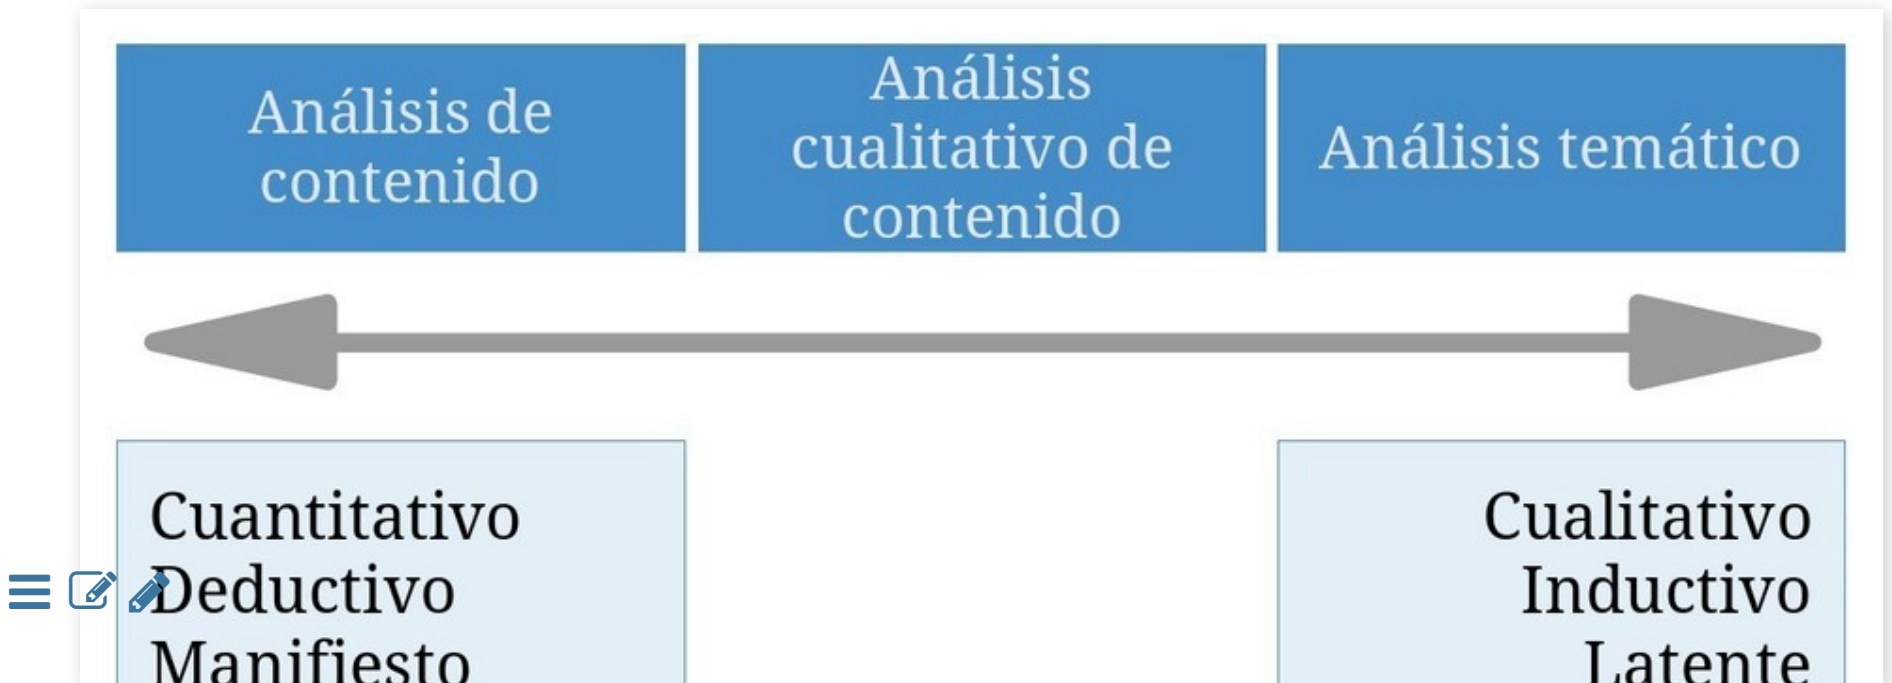 Análisis de
contenido
Análisis
cualitativo de
contenido
Análisis temático
Cuantitativo
Deductivo
Manifiesto
Cualitativo
Inductivo
Latente